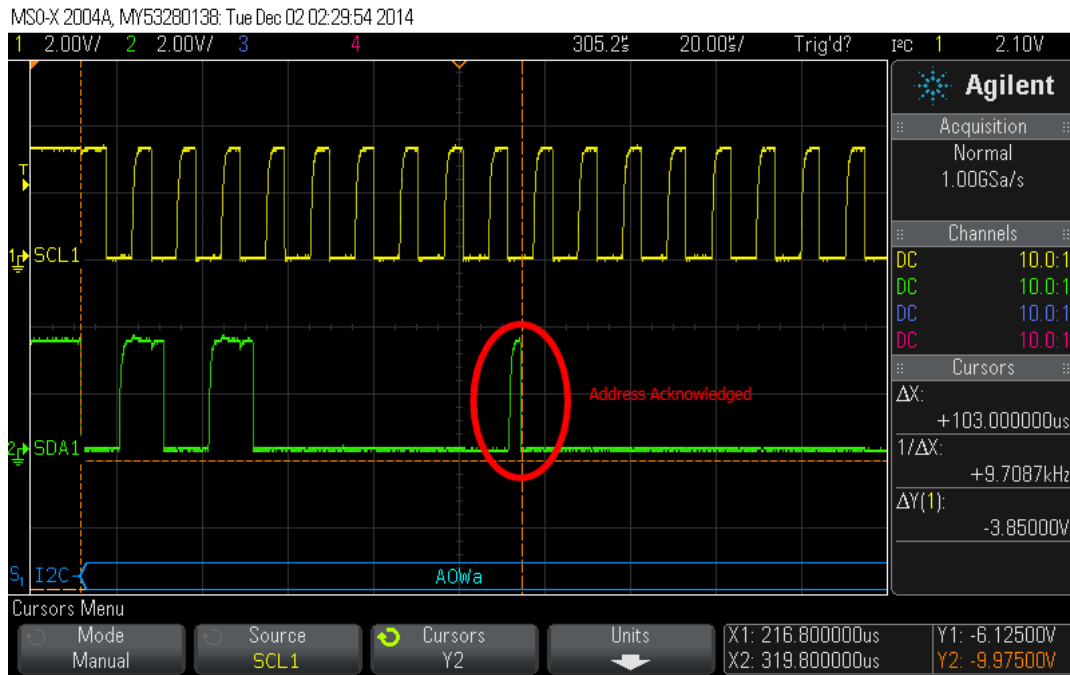 MSO-X 2004A, MY53280138: Tue Dec 02 02:29:54 2014
1 2.00V/ 2 2.00V/ 3 4 305.2s 20.00s/ Trig'd? I²C 1 2.10V
Agilent
Acquisition
Normal
1.00GSa/s
Channels
DC 10.0:1
DC 10.0:1
DC 10.0:1
DC 10.0:1
Cursors
ΔX:
+103.000000us
1/ΔX:
+9.7087kHz
ΔY(1):
-3.85000V
T
1 SCL1
Address Acknowledged
2 SDA1
S1 I2C
A0Wa
Cursors Menu
Mode
Manual
Source
SCL1
Cursors
Y2
Units
X1: 216.800000us
X2: 319.800000us
Y1: -6.12500V
Y2: -9.97500V